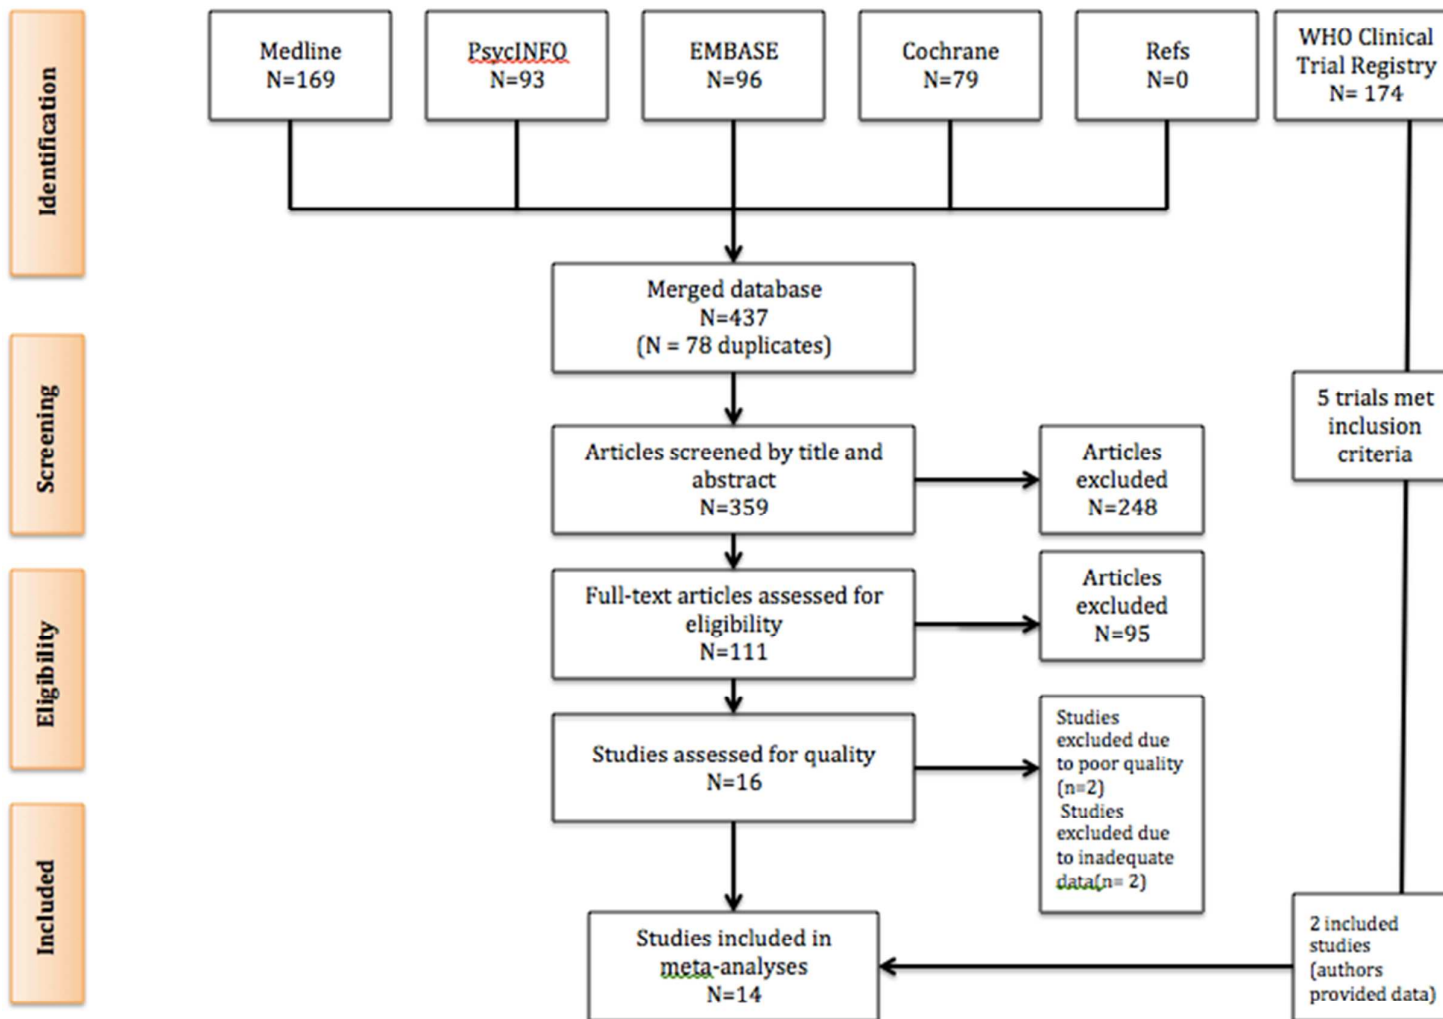 Identification
Medline
N=169
PsycINFO
N=93
EMBASE
N=96
Cochrane
N=79
Refs
N=0
WHO Clinical
Trial Registry
N= 174
Merged database
N=437
(N = 78 duplicates)
Screening
Articles screened by title and
abstract
N=359
Articles
excluded
N=248
5 trials met
inclusion
criteria
Eligibility
Full-text articles assessed for
eligibility
N=111
Articles
excluded
N=95
Studies assessed for quality
N=16
Studies
excluded due
to poor quality
(n=2)
Studies
excluded due
to inadequate
data(n= 2)
Included
Studies included in
meta-analyses
N=14
2 included
studies
(authors
provided data)